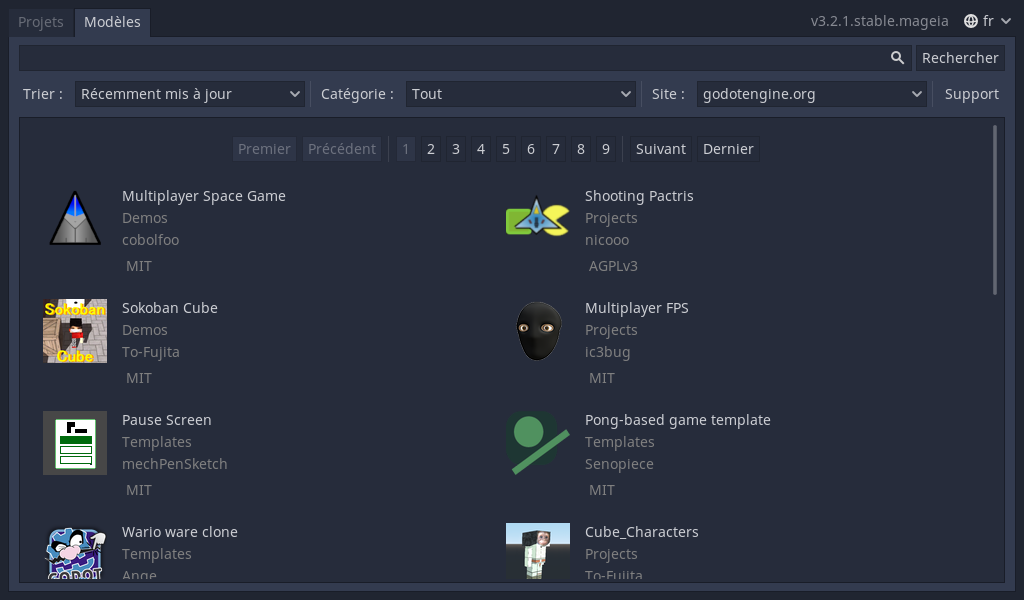 Projets Modèles v3.2.1.stable.mageia fr
Rechercher
Trier : Récemment mis à jour Catégorie : Tout Site : godotengine.org Support
Premier Précédent 1 2 3 4 5 6 7 8 9 Suivant Dernier
Multiplayer Space Game
Demos
cobolfoo
MIT
Shooting Pactris
Projects
nicooo
AGPLv3
Sokoban
Cube
Sokoban Cube
Demos
To-Fujita
MIT
Multiplayer FPS
Projects
ic3bug
MIT
Pause Screen
Templates
mechPenSketch
MIT
Pong-based game template
Templates
Senopiece
MIT
GODOT
Wario ware clone
Templates
Ange
Cube_Characters
Projects
To-Fujita